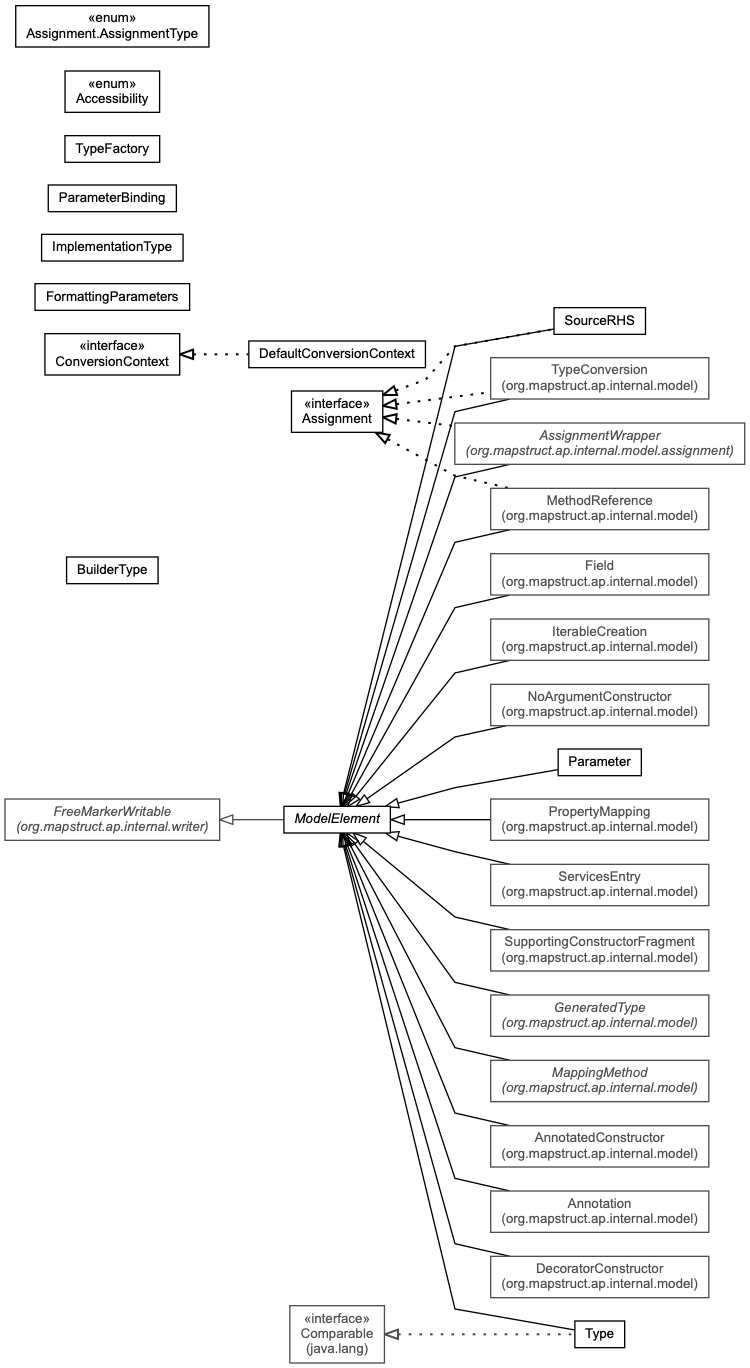 «enum»
Assignment.AssignmentType
«enum»
Accessibility
TypeFactory
ParameterBinding
ImplementationType
FormattingParameters
«interface»
ConversionContext
DefaultConversionContext
SourceRHS
TypeConversion
(org.mapstruct.ap.internal.model)
«interface»
Assignment
AssignmentWrapper
(org.mapstruct.ap.internal.model.assignment)
MethodReference
(org.mapstruct.ap.internal.model)
BuilderType
Field
(org.mapstruct.ap.internal.model)
IterableCreation
(org.mapstruct.ap.internal.model)
NoArgumentConstructor
(org.mapstruct.ap.internal.model)
Parameter
FreeMarkerWritable
(org.mapstruct.ap.internal.writer)
ModelElement
PropertyMapping
(org.mapstruct.ap.internal.model)
ServicesEntry
(org.mapstruct.ap.internal.model)
SupportingConstructorFragment
(org.mapstruct.ap.internal.model)
GeneratedType
(org.mapstruct.ap.internal.model)
MappingMethod
(org.mapstruct.ap.internal.model)
AnnotatedConstructor
(org.mapstruct.ap.internal.model)
Annotation
(org.mapstruct.ap.internal.model)
DecoratorConstructor
(org.mapstruct.ap.internal.model)
«interface»
Comparable
(java.lang)
Type